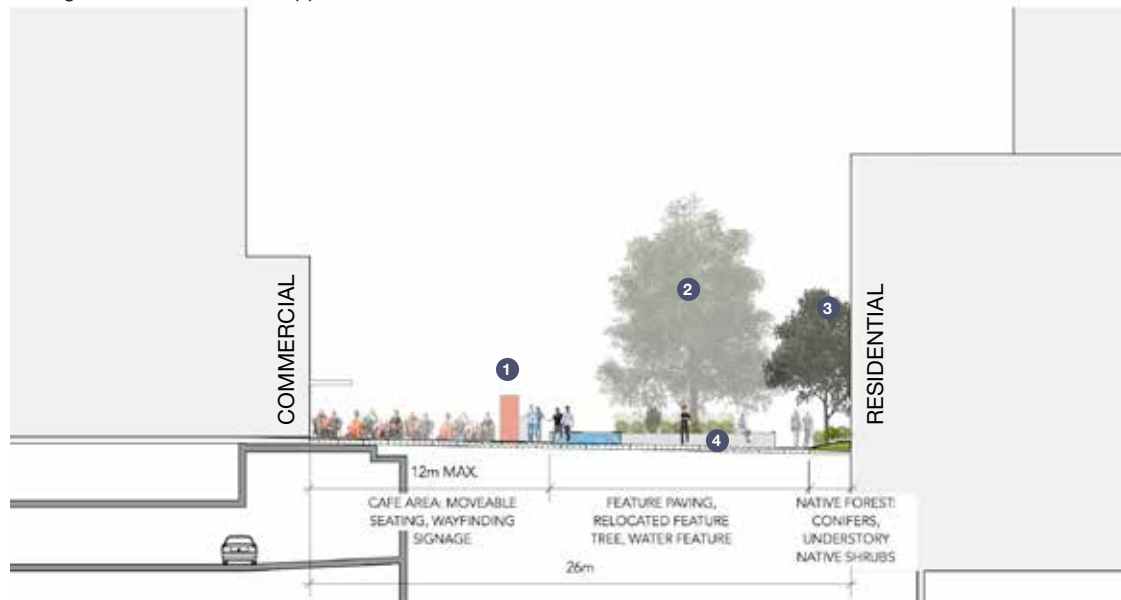 1
2
3
COMMERCIAL
RESIDENTIAL
4
12m MAX.
CAFE AREA: MOVEABLE
SEATING, WAYFINDING
SIGNAGE
FEATURE PAVING,
RELOCATED FEATURE
TREE, WATER FEATURE
NATIVE FOREST:
CONIFERS,
UNDERSTORY
NATIVE SHRUBS
26m